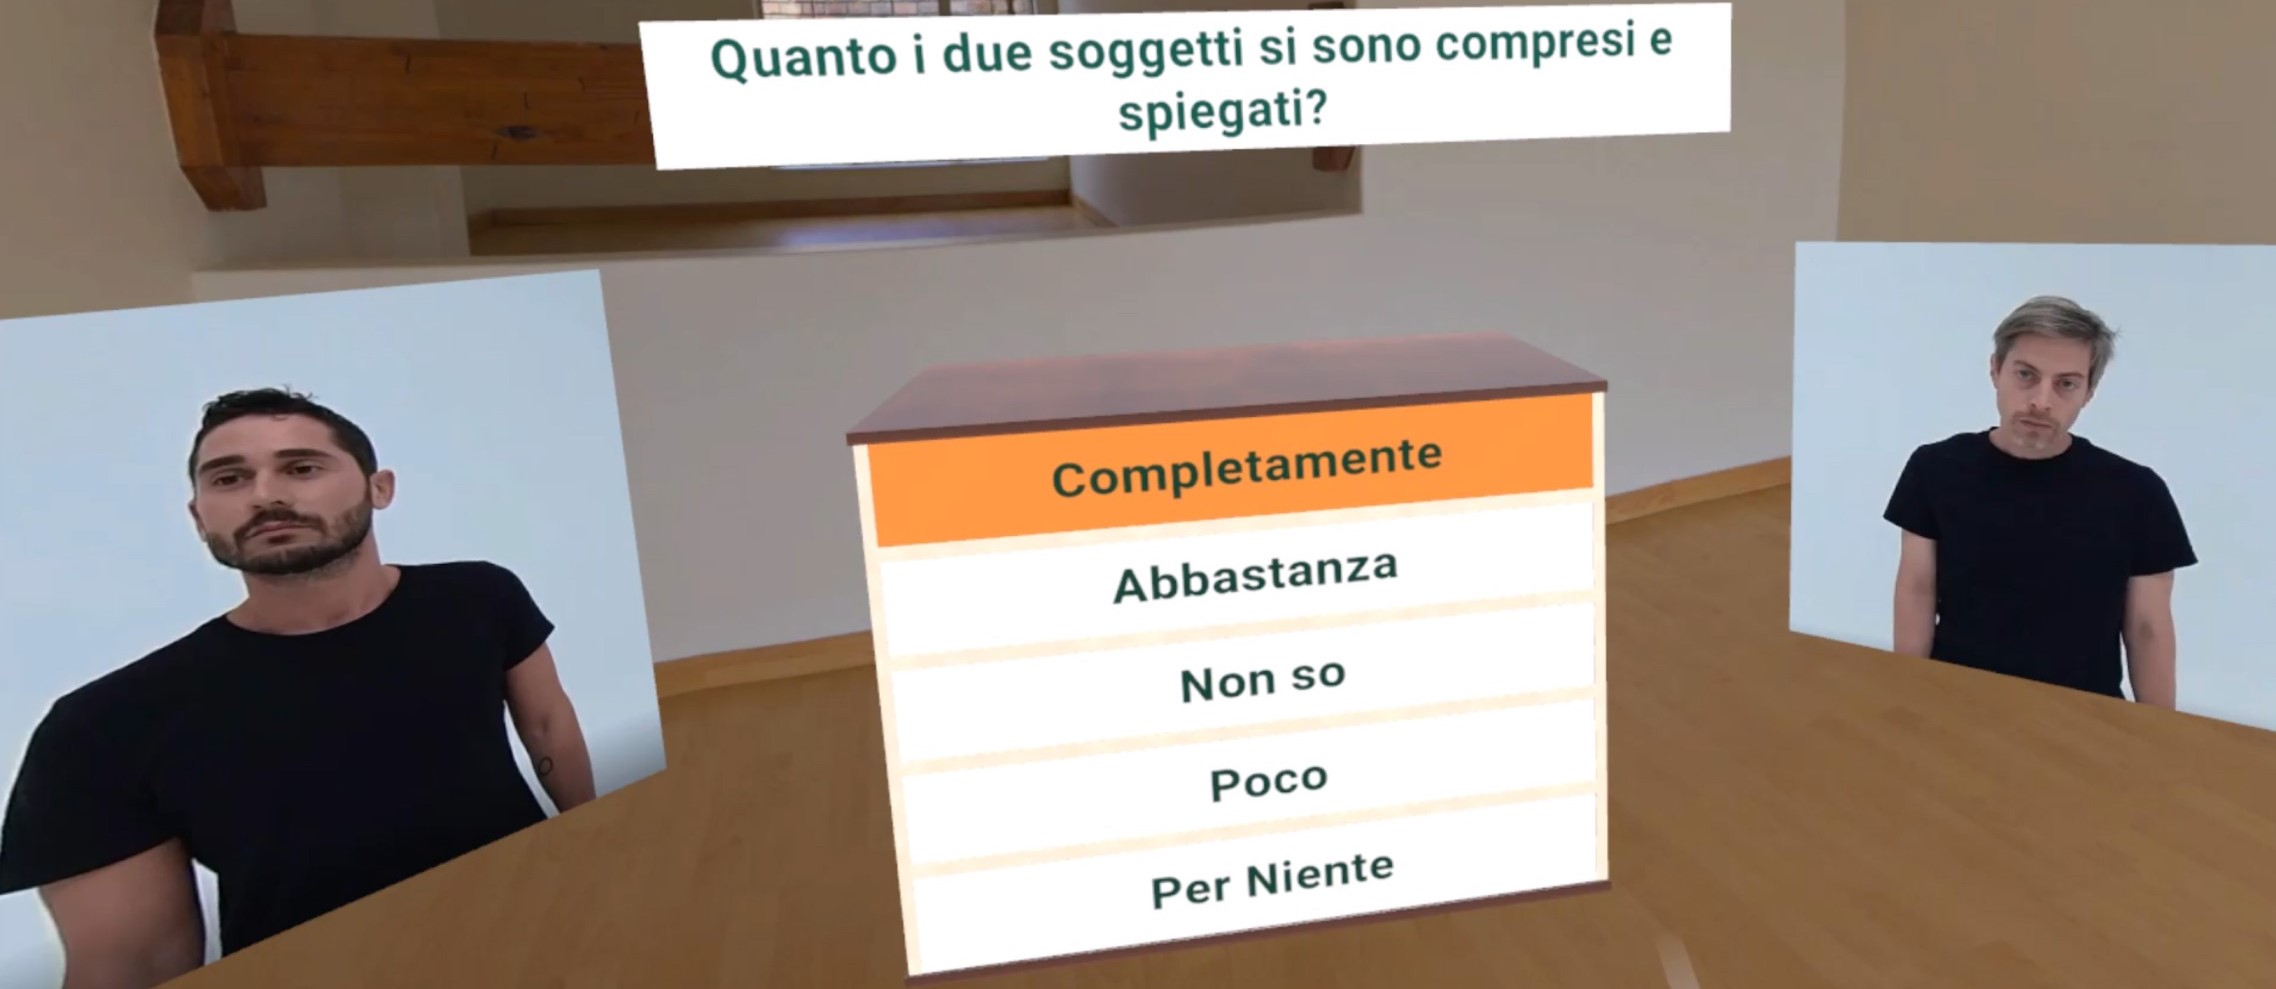 Quanto i due soggetti si sono compresi e
spiegati?
Completamente
Abbastanza
Non so
Poco
Per Niente